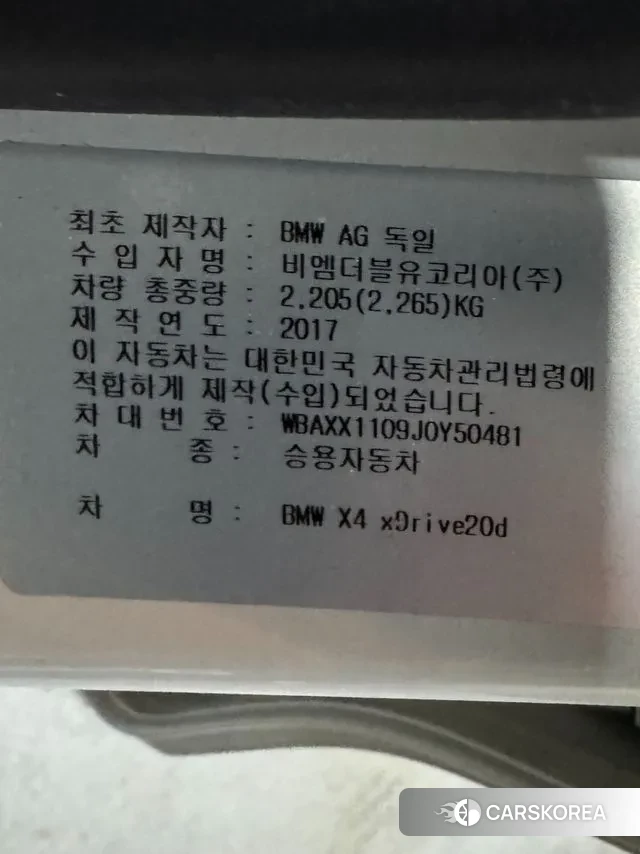 최초 제작자 : BMW AG 독일
수 입 자 명 : 비엠더블유코리아(주)
차량 총중량 : 2.205(2.265)KG
제 작 연 도 : 2017
이 자동차는 대한민국 자동차관리법령에
적합하게 제작(수입)되었습니다.
차 대 번 호 : WBAXX1109J0Y50481
차 종 : 승용자동차
차 명 : BMW X4 xDrive20d
CARSKOREA